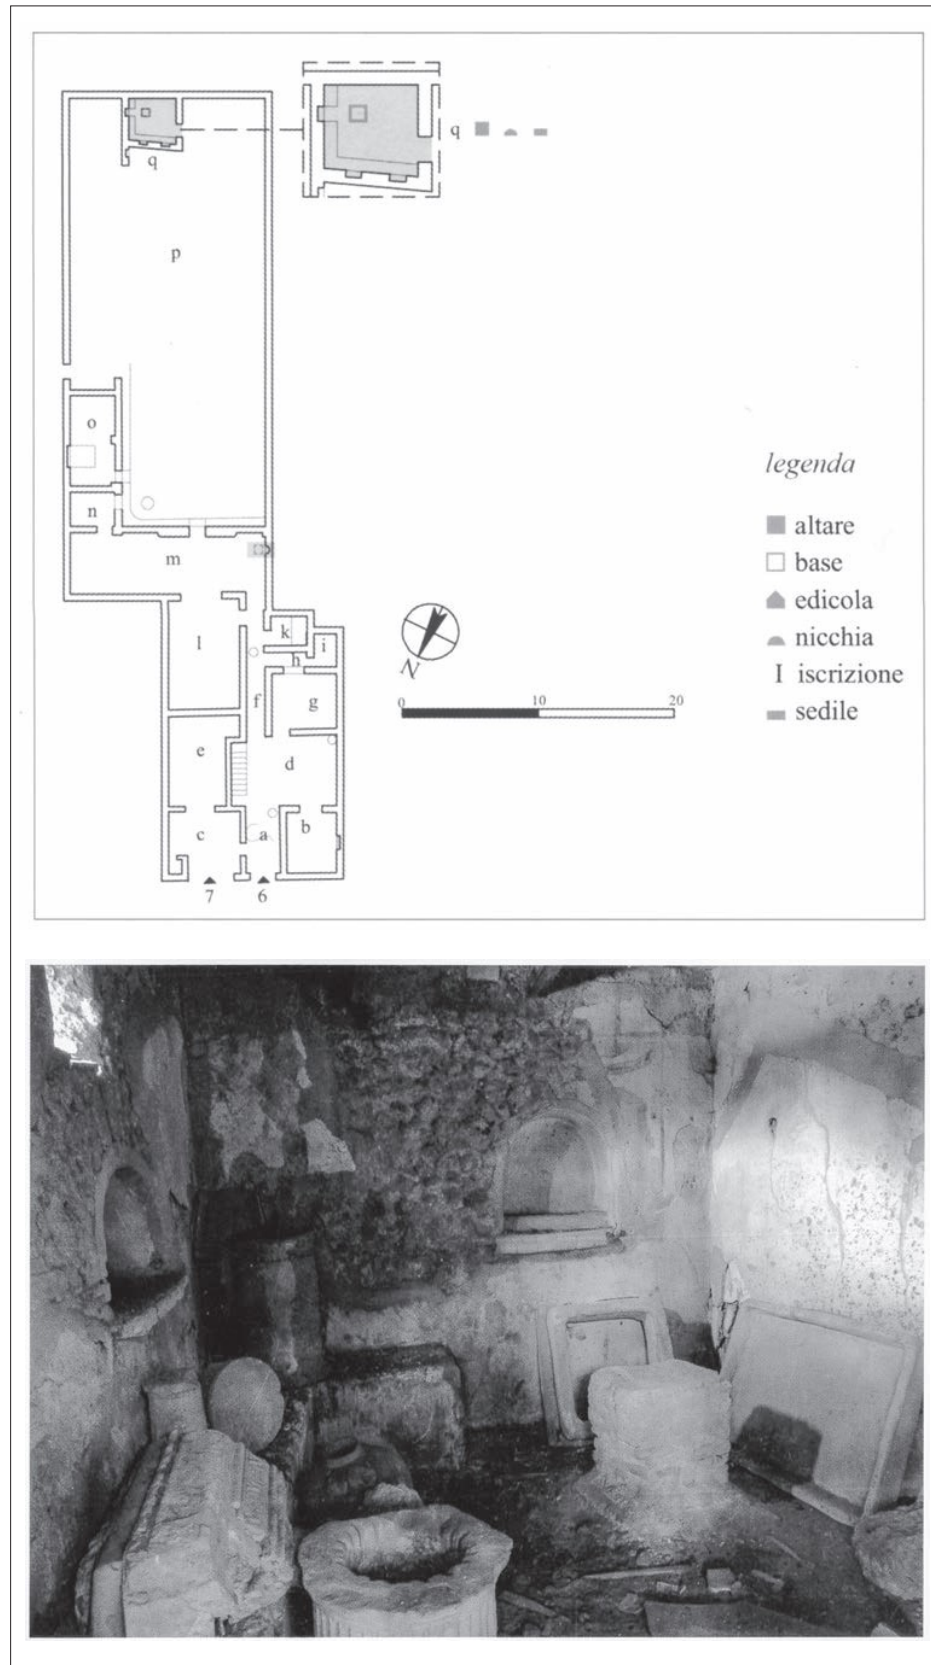 q
q
p
o
n
m
l
k
i
h
f
g
e
d
c
a
b
7
6
N
0
10
20
legenda
altare
base
edicola
nicchia
I iscrizione
sedile